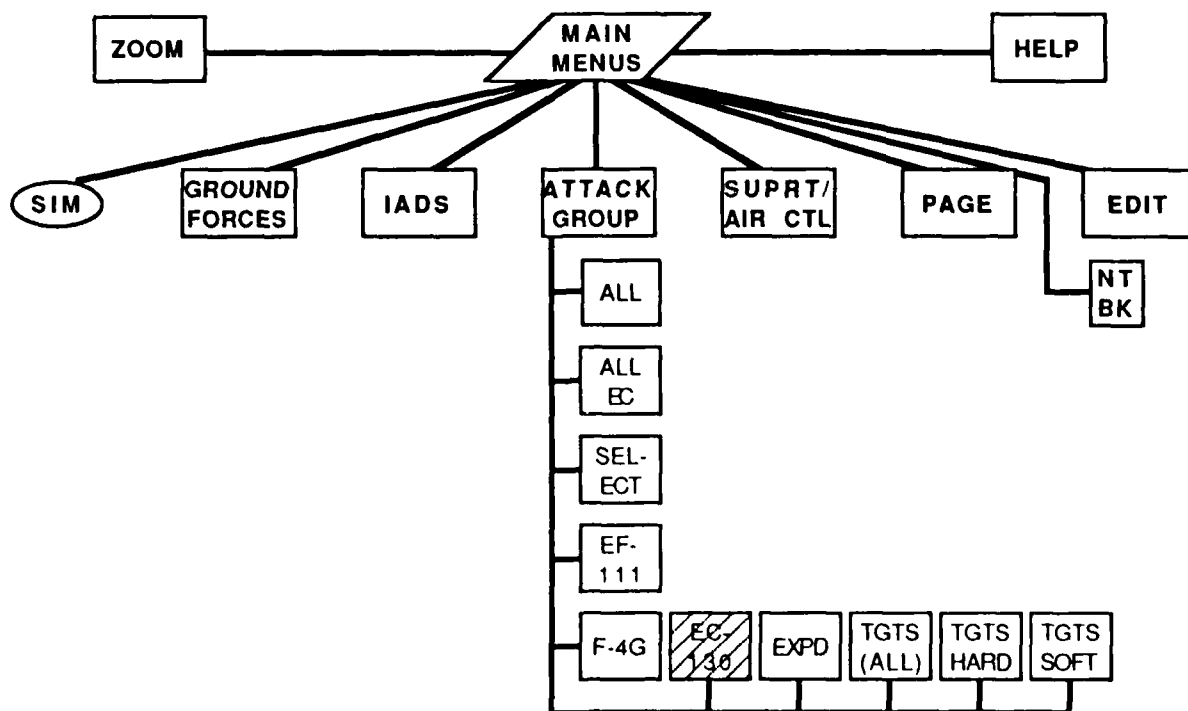 ZOOM
MAIN
MENUS
HELP
SIM
GROUND
FORCES
IADS
ATTACK
GROUP
SUPRT/
AIR CTL
PAGE
EDIT
NT
BK
ALL
ALL
EC
SEL-
ECT
EF-
111
F-4G
EC-
130
EXPD
TGTS
(ALL)
TGTS
HARD
TGTS
SOFT